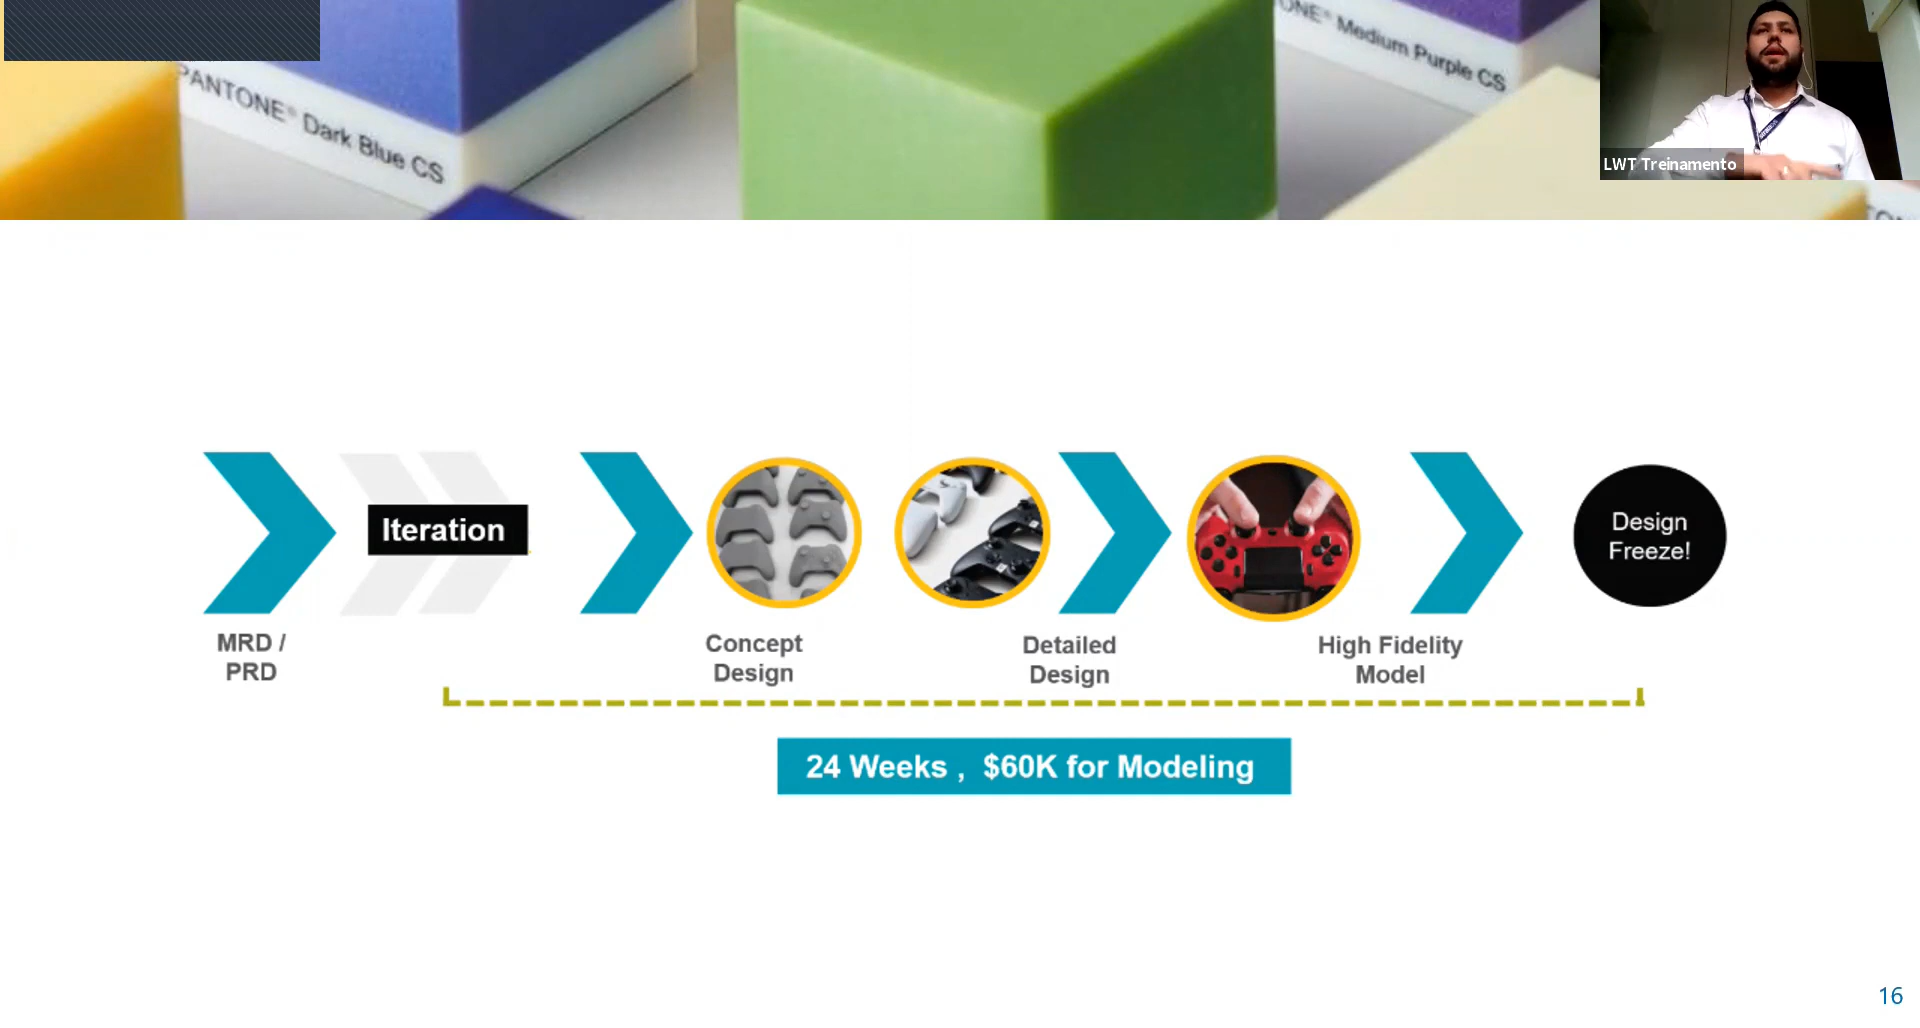 PANTONE® Dark Blue CS
ONE® Medium Purple CS
LWT Treinamento
Iteration
Design
Freeze!
MRD /
PRD
Concept
Design
Detailed
Design
High Fidelity
Model
24 Weeks , $60K for Modeling
16